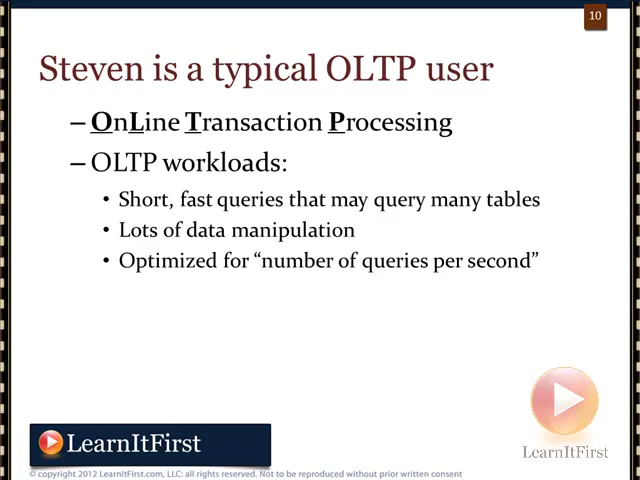 10
Steven is a typical OLTP user
– OnLine Transaction Processing
– OLTP workloads:
• Short, fast queries that may query many tables
• Lots of data manipulation
• Optimized for “number of queries per second”
LearnItFirst
LearnItFirst
© copyright 2012 LearnItFirst.com, LLC: all rights reserved. Not to be reproduced without prior written consent